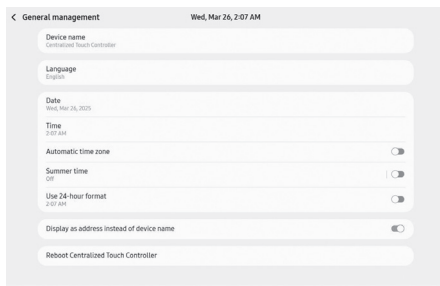 General management
Wed, Mar 26, 2:07 AM
Device name
Centralized Touch Controller
Language
English
Date
Wed, Mar 26, 2025
Time
2:07 AM
Automatic time zone
Summer time
Off
Use 24-hour format
2:07 AM
Display as address instead of device name
Reboot Centralized Touch Controller